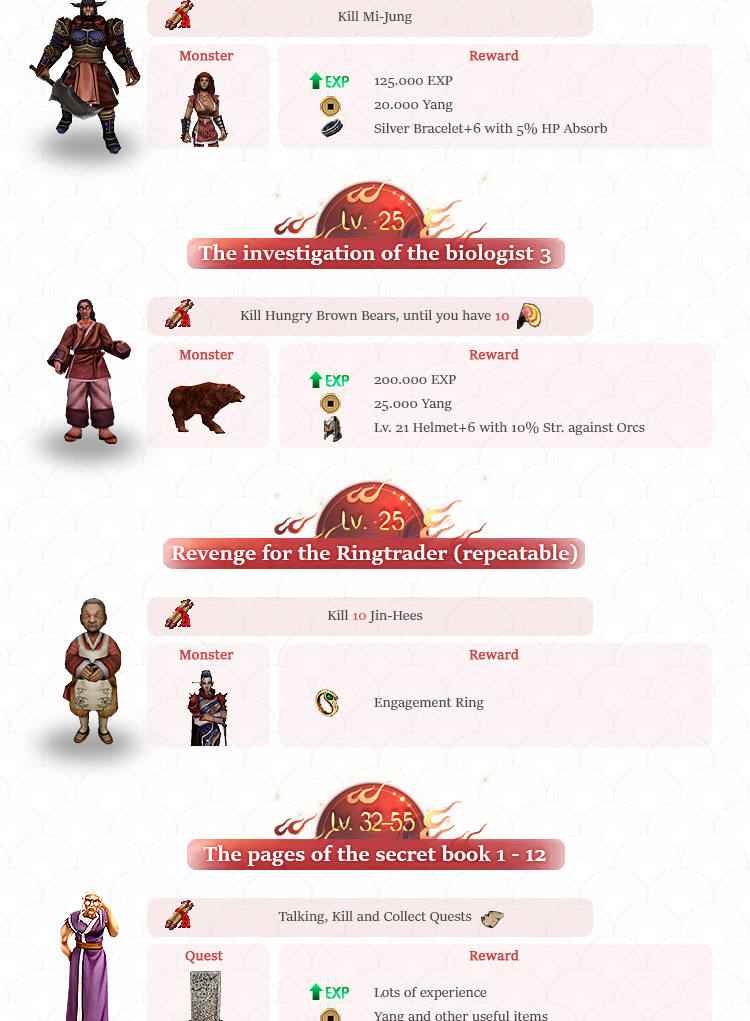 Kill Mi-Jung
Monster
Reward
EXP
125.000 EXP
20.000 Yang
Silver Bracelet+6 with 5% HP Absorb
Lv. 25
The investigation of the biologist 3
Kill Hungry Brown Bears, until you have 10
Monster
Reward
EXP
200.000 EXP
25.000 Yang
Lv. 21 Helmet+6 with 10% Str. against Orcs
Lv. 25
Revenge for the Ringtrader (repeatable)
Kill 10 Jin-Hees
Monster
Reward
Engagement Ring
Lv. 32-55
The pages of the secret book 1 - 12
Talking, Kill and Collect Quests
Quest
Reward
EXP
Lots of experience
Yang and other useful items